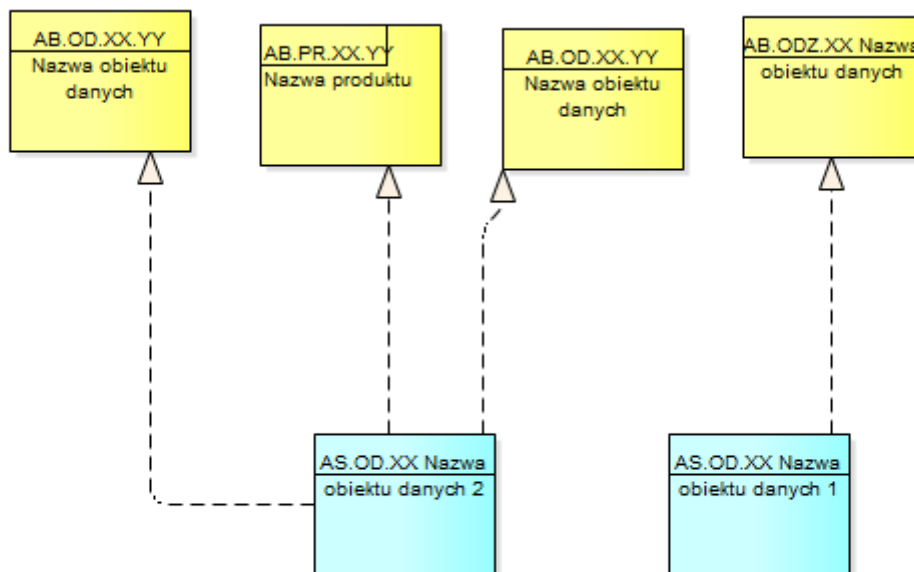 AB.OD.XX.YY
Nazwa obiektu
danych
AB.PR.XX.YY
Nazwa produktu
AB.OD.XX.YY
Nazwa obiektu
danych
AB.ODZ.XX Nazwa
obiektu danych
AS.OD.XX Nazwa
obiektu danych 2
AS.OD.XX Nazwa
obiektu danych 1